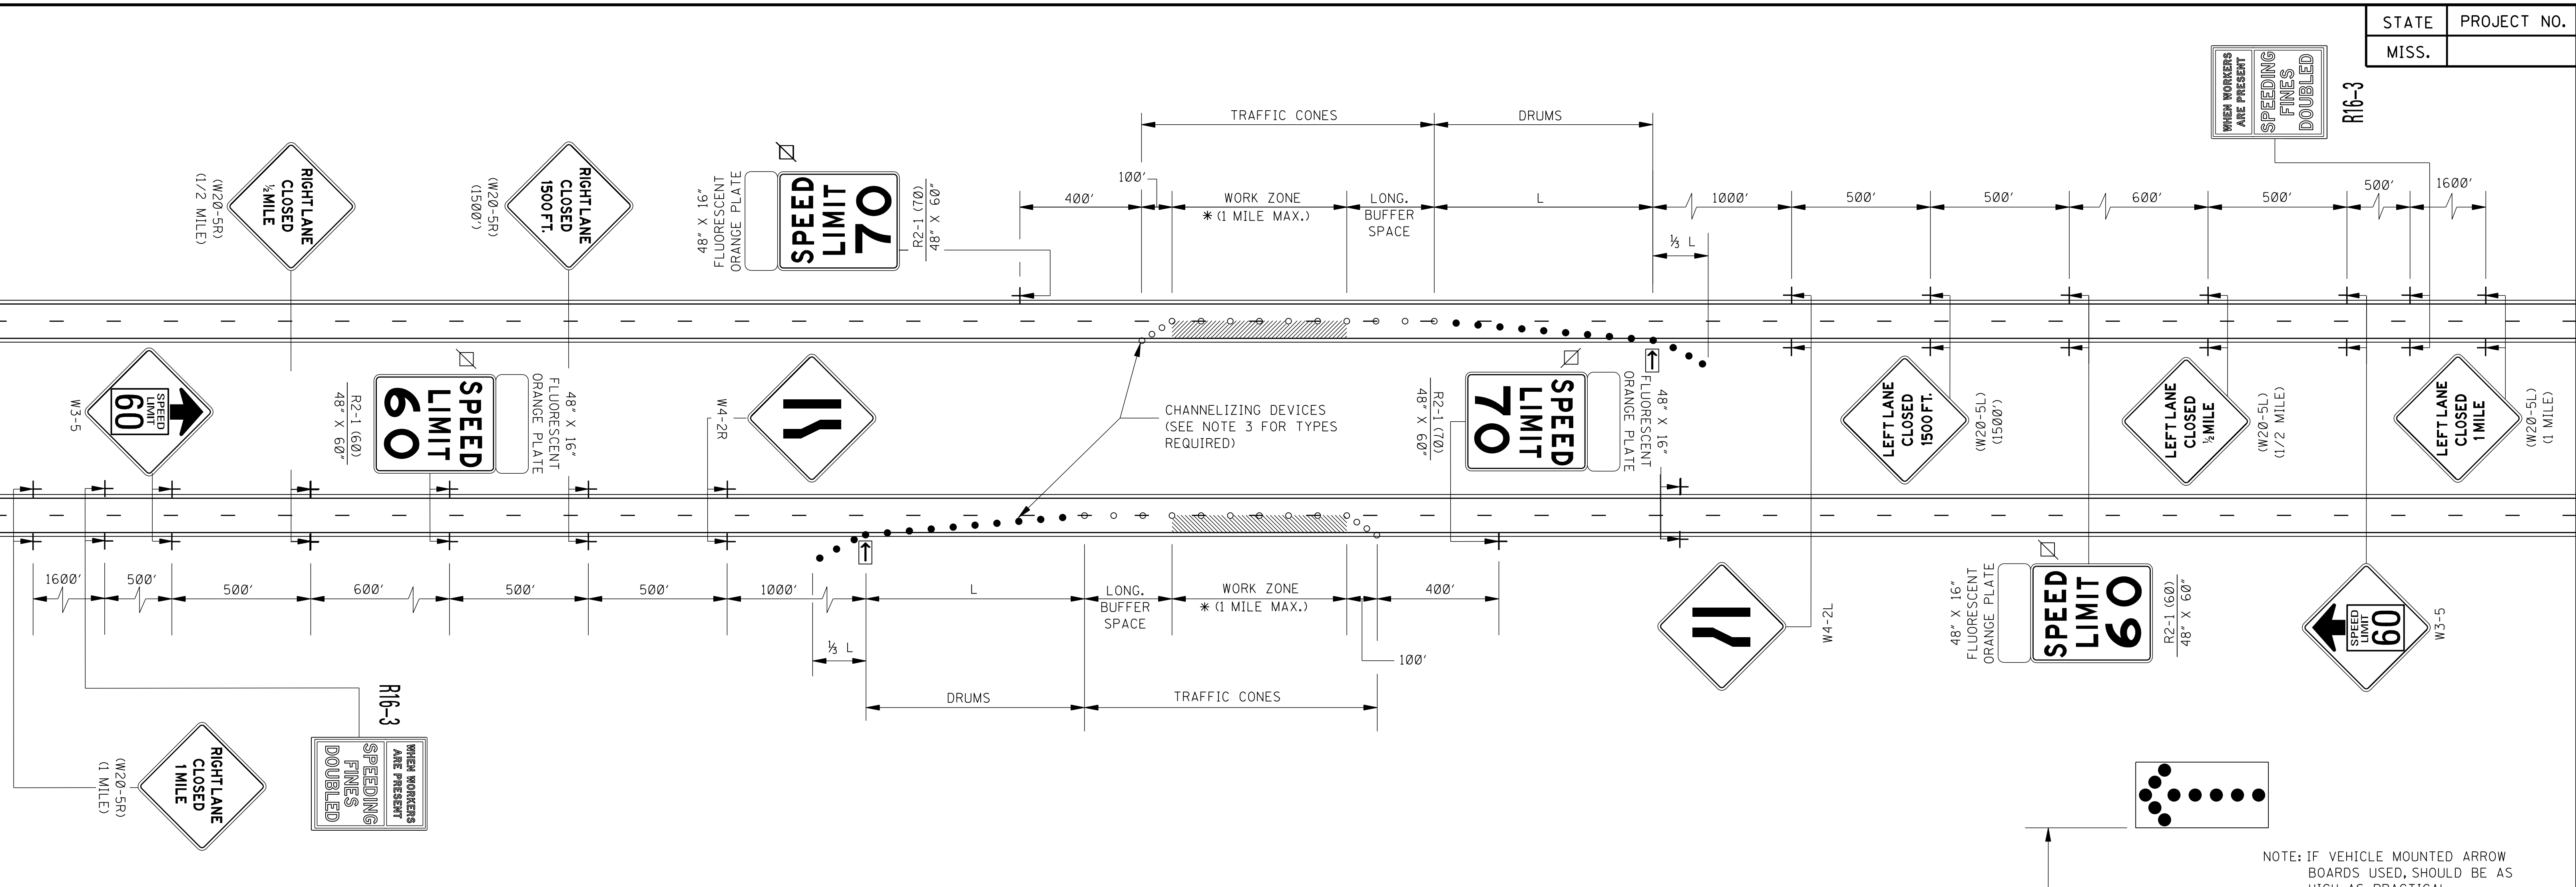 STATE
PROJECT NO.
MISS.
WHEN WORKERS
ARE PRESENT
SPEEDING
FINES
DOUBLED
R16-3
TRAFFIC CONES
DRUMS
RIGHT LANE
CLOSED
½ MILE
(W20-5R)
(1/2 MILE)
RIGHT LANE
CLOSED
1500 FT.
(W20-5R)
(1500')
48" X 16"
FLUORESCENT
ORANGE PLATE
SPEED
LIMIT
70
R2-1 (70)
48" X 60"
400'
100'
WORK ZONE
* (1 MILE MAX.)
LONG.
BUFFER
SPACE
L
⅓ L
1000'
500'
500'
600'
500'
500'
1600'
W3-5
SPEED
LIMIT
60
R2-1 (60)
48" X 60"
SPEED
LIMIT
60
48" X 16"
FLUORESCENT
ORANGE PLATE
W4-2R
CHANNELIZING DEVICES
(SEE NOTE 3 FOR TYPES
REQUIRED)
R2-1 (70)
48" X 60"
SPEED
LIMIT
70
48" X 16"
FLUORESCENT
ORANGE PLATE
LEFT LANE
CLOSED
1500 FT.
(W20-5L)
(1500')
LEFT LANE
CLOSED
½ MILE
(W20-5L)
(1/2 MILE)
LEFT LANE
CLOSED
1 MILE
(W20-5L)
(1 MILE)
1600'
500'
500'
600'
500'
500'
1000'
L
LONG.
BUFFER
SPACE
WORK ZONE
* (1 MILE MAX.)
400'
⅓ L
100'
DRUMS
TRAFFIC CONES
W4-2L
48" X 16"
FLUORESCENT
ORANGE PLATE
SPEED
LIMIT
60
R2-1 (60)
48" X 60"
SPEED
LIMIT
60
W3-5
(W20-5R)
(1 MILE)
RIGHT LANE
CLOSED
1 MILE
R16-3
WHEN WORKERS
ARE PRESENT
SPEEDING
FINES
DOUBLED
NOTE: IF VEHICLE MOUNTED ARROW
BOARDS USED, SHOULD BE AS
HIGH AS PRACTICAL